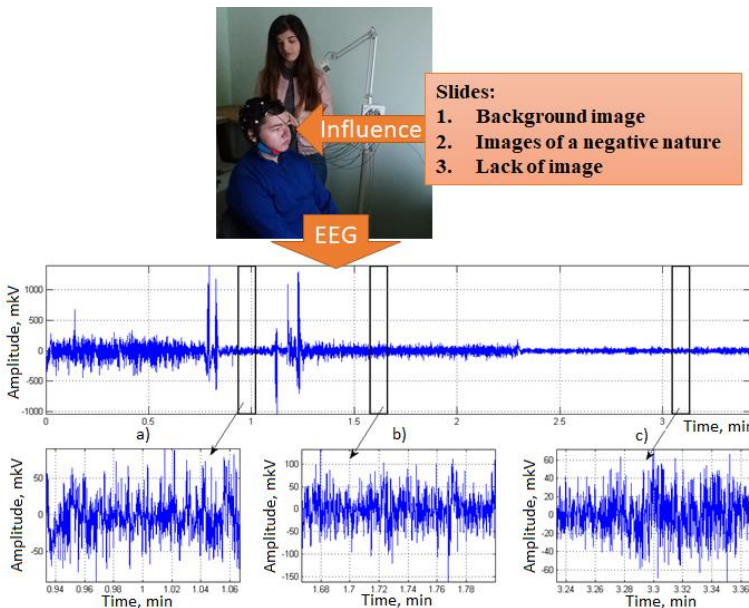 Slides:
1. Background image
2. Images of a negative nature
3. Lack of image
Influence
EEG
Amplitude, mkV
1000
500
0
-500
-1000
0 0.5 1 1.5 2 2.5 3 Time, min
a) b) c)
Amplitude, mkV
50
0
-50
0.94 0.96 0.98 1 1.02 1.04 1.06
Time, min
Amplitude, mkV
100
50
0
-50
-100
-150
1.68 1.7 1.72 1.74 1.76 1.78
Time, min
Amplitude, mkV
60
40
20
0
-20
-40
-60
3.24 3.26 3.28 3.3 3.32 3.34 3.36
Time, min